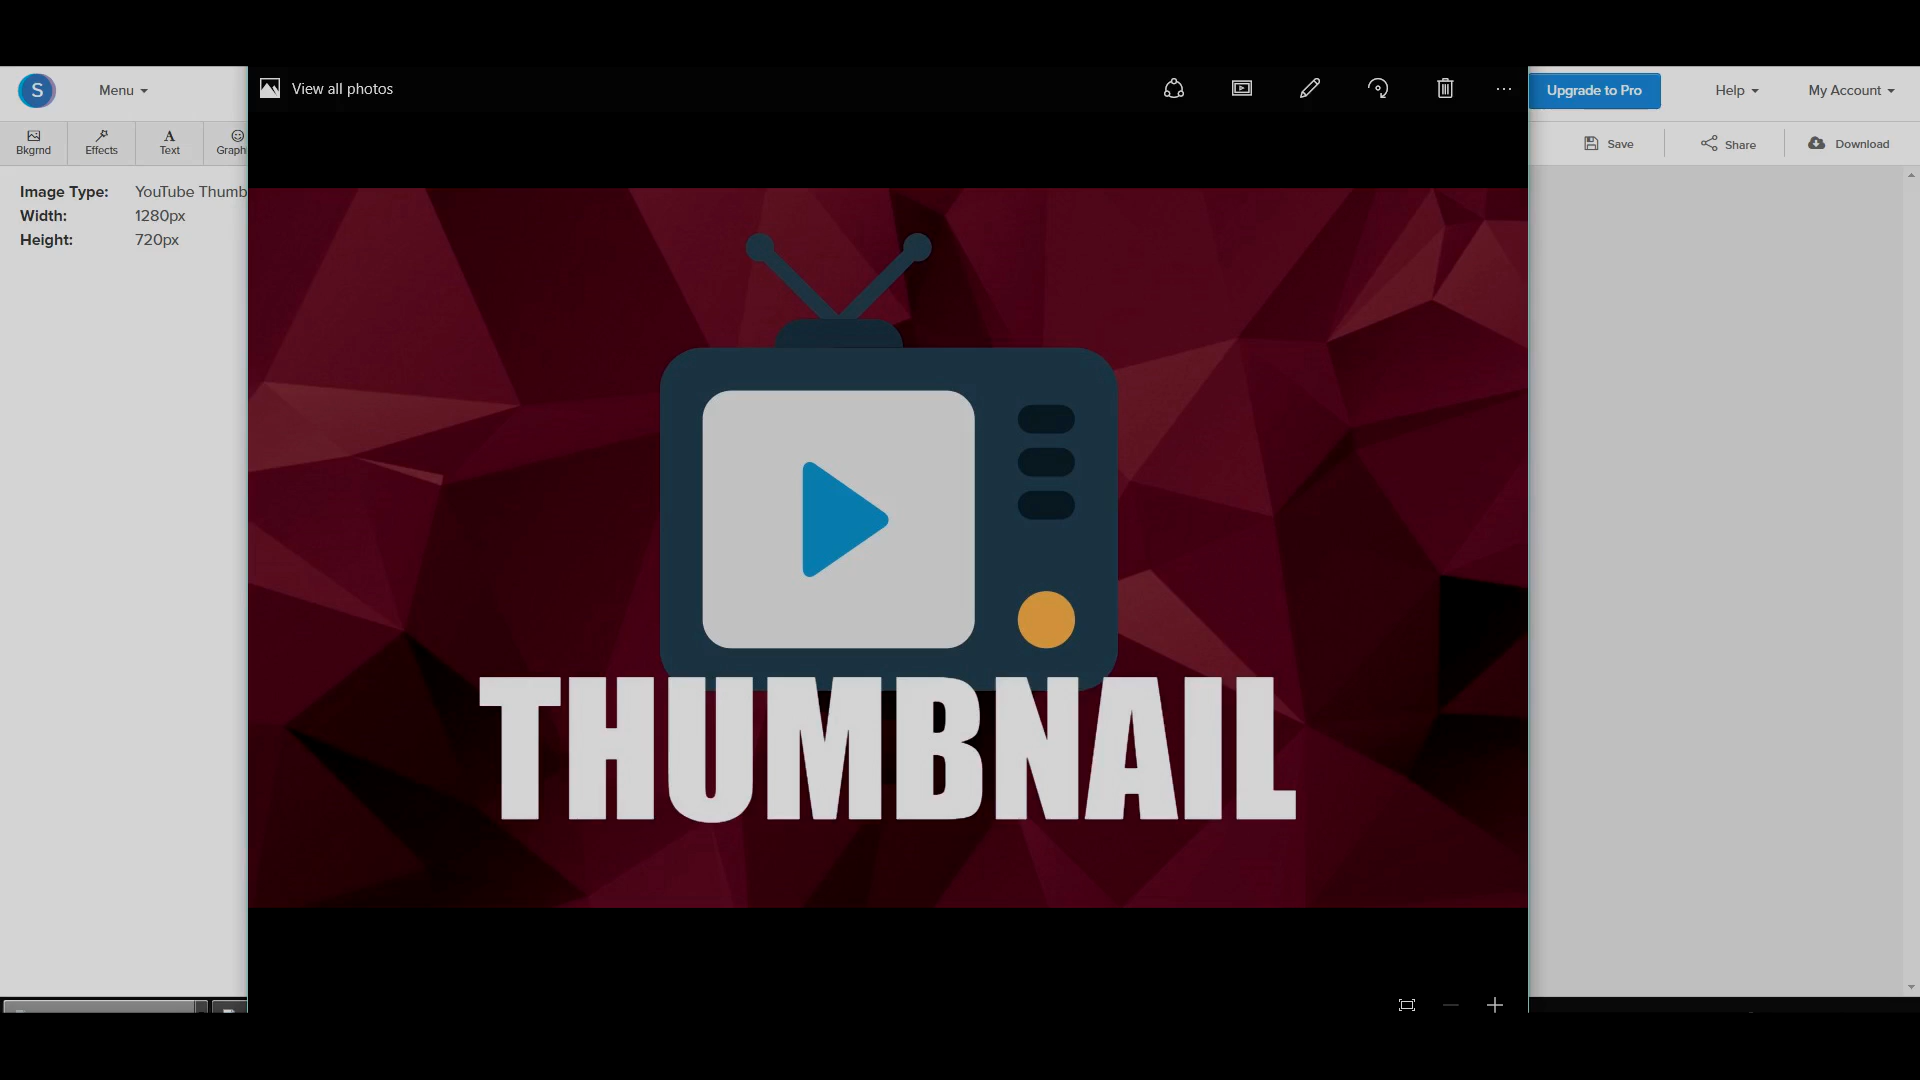 S
Menu
View all photos
Upgrade to Pro
Help
My Account
Bkgrnd
Effects
Text
Graphi
Save
Share
Download
Image Type: YouTube Thumb
Width: 1280px
Height: 720px
THUMBNAIL